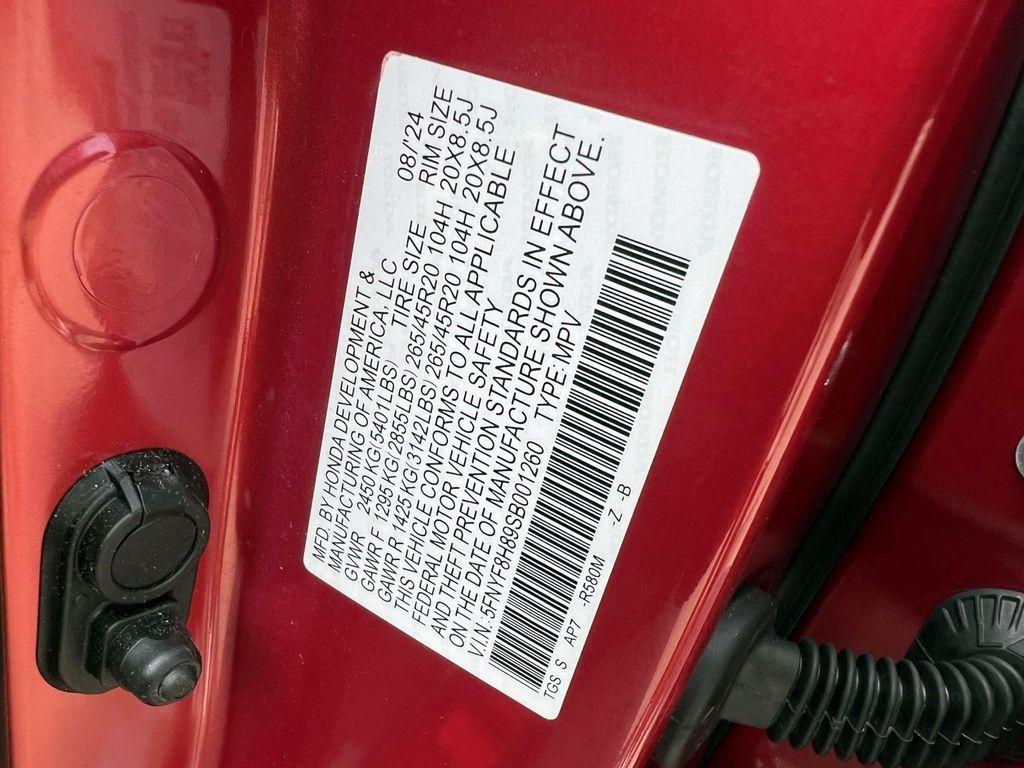 MFD. BY HONDA DEVELOPMENT &
MANUFACTURING OF AMERICA, LLC 08/'24
GVWR 2450 KG(5401LBS) TIRE SIZE RIM SIZE
GAWR F 1295 KG(2855LBS) 265/45R20 104H 20X8.5J
GAWR R 1425 KG(3142LBS) 265/45R20 104H 20X8.5J
THIS VEHICLE CONFORMS TO ALL APPLICABLE
FEDERAL MOTOR VEHICLE SAFETY
AND THEFT PREVENTION STANDARDS IN EFFECT
ON THE DATE OF MANUFACTURE SHOWN ABOVE.
V.I.N: 5FNYF8H89SB001260 TYPE:MPV
TGS S AP7 -R580M -Z -B